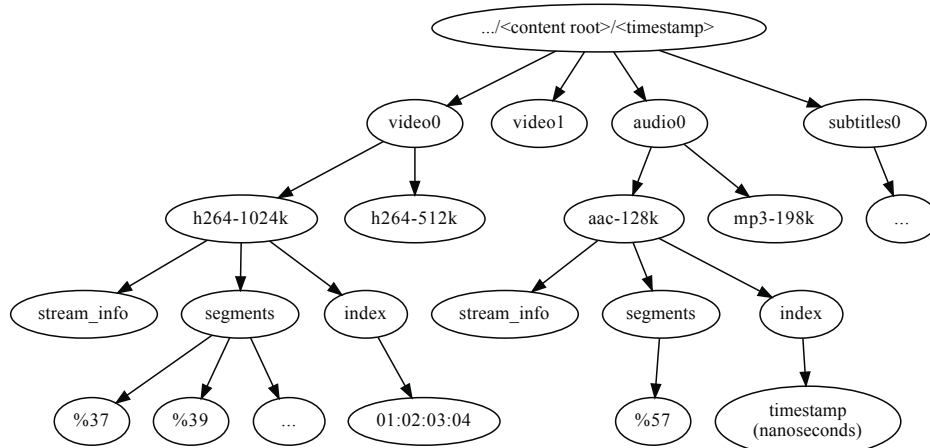 .../<content root>/<timestamp>
video0
video1
audio0
subtitles0
h264-1024k
h264-512k
aac-128k
mp3-198k
...
stream_info
segments
index
stream_info
segments
index
%37
%39
...
01:02:03:04
%57
timestamp
(nanoseconds)